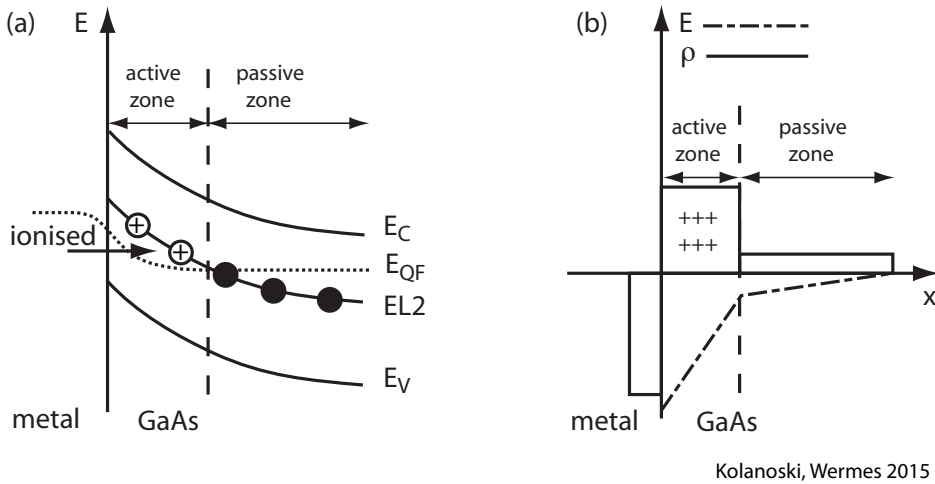 (a)
E
active
zone
passive
zone
E_C
ionised
E_QF
EL2
E_V
metal
GaAs
(b)
E
ρ
active
zone
passive
zone
+++
+++
x
metal
GaAs
Kolanoski, Wermes 2015